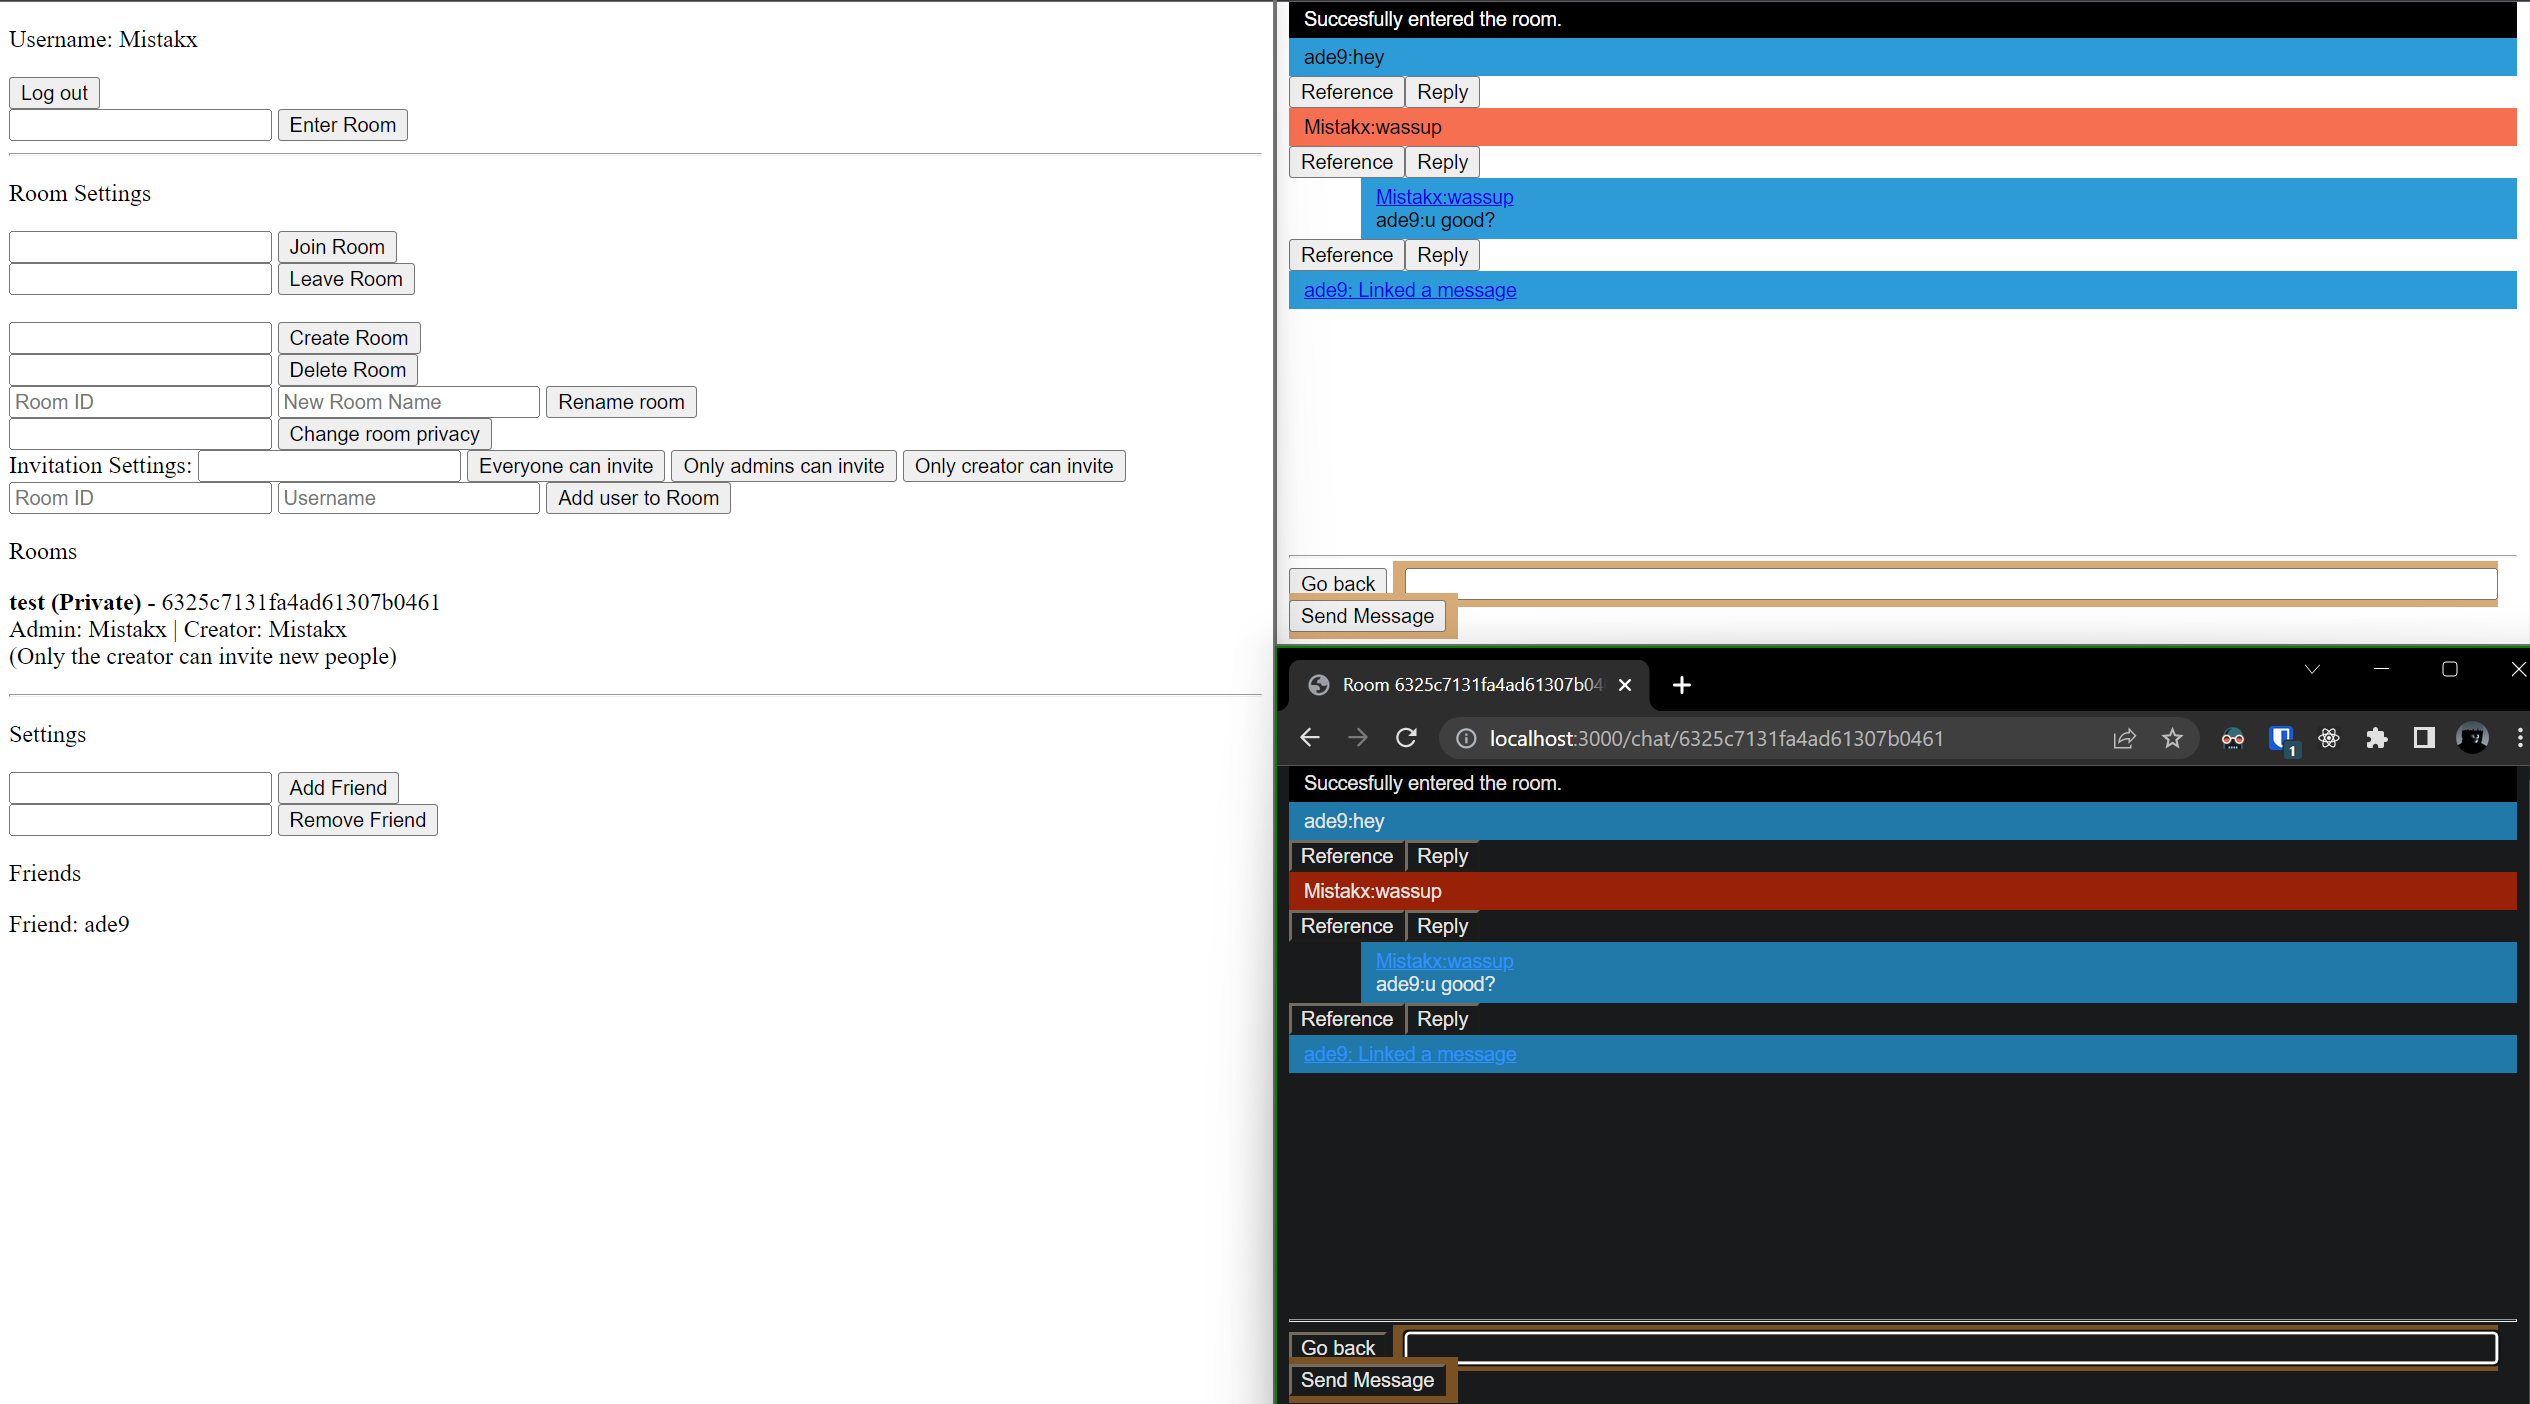 Username: Mistakx
Log out
Enter Room
Room Settings
Join Room
Leave Room
Create Room
Delete Room
Room ID New Room Name Rename room
Change room privacy
Invitation Settings: Everyone can invite Only admins can invite Only creator can invite
Room ID Username Add user to Room
Rooms
test (Private) - 6325c7131fa4ad61307b0461
Admin: Mistakx | Creator: Mistakx
(Only the creator can invite new people)
Settings
Add Friend
Remove Friend
Friends
Friend: ade9
Succesfully entered the room.
ade9:hey
Reference Reply
Mistakx:wassup
Reference Reply
Mistakx:wassup
ade9:u good?
Reference Reply
ade9: Linked a message
Go back
Send Message
Room 6325c7131fa4ad61307b04
localhost:3000/chat/6325c7131fa4ad61307b0461
1
Succesfully entered the room.
ade9:hey
Reference Reply
Mistakx:wassup
Reference Reply
Mistakx:wassup
ade9:u good?
Reference Reply
ade9: Linked a message
Go back
Send Message